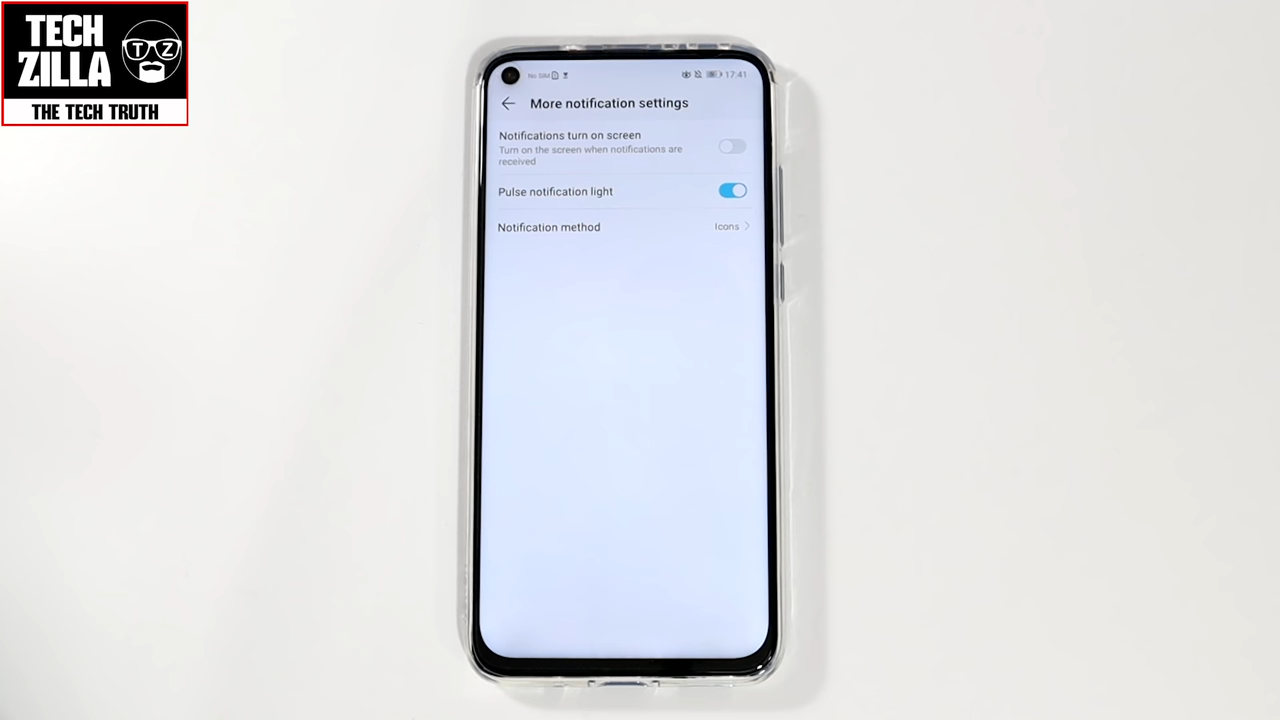 TECH
ZILLA
T Z
THE TECH TRUTH
No SIM
17:41
More notification settings
Notifications turn on screen
Turn on the screen when notifications are
received
Pulse notification light
Notification method
Icons